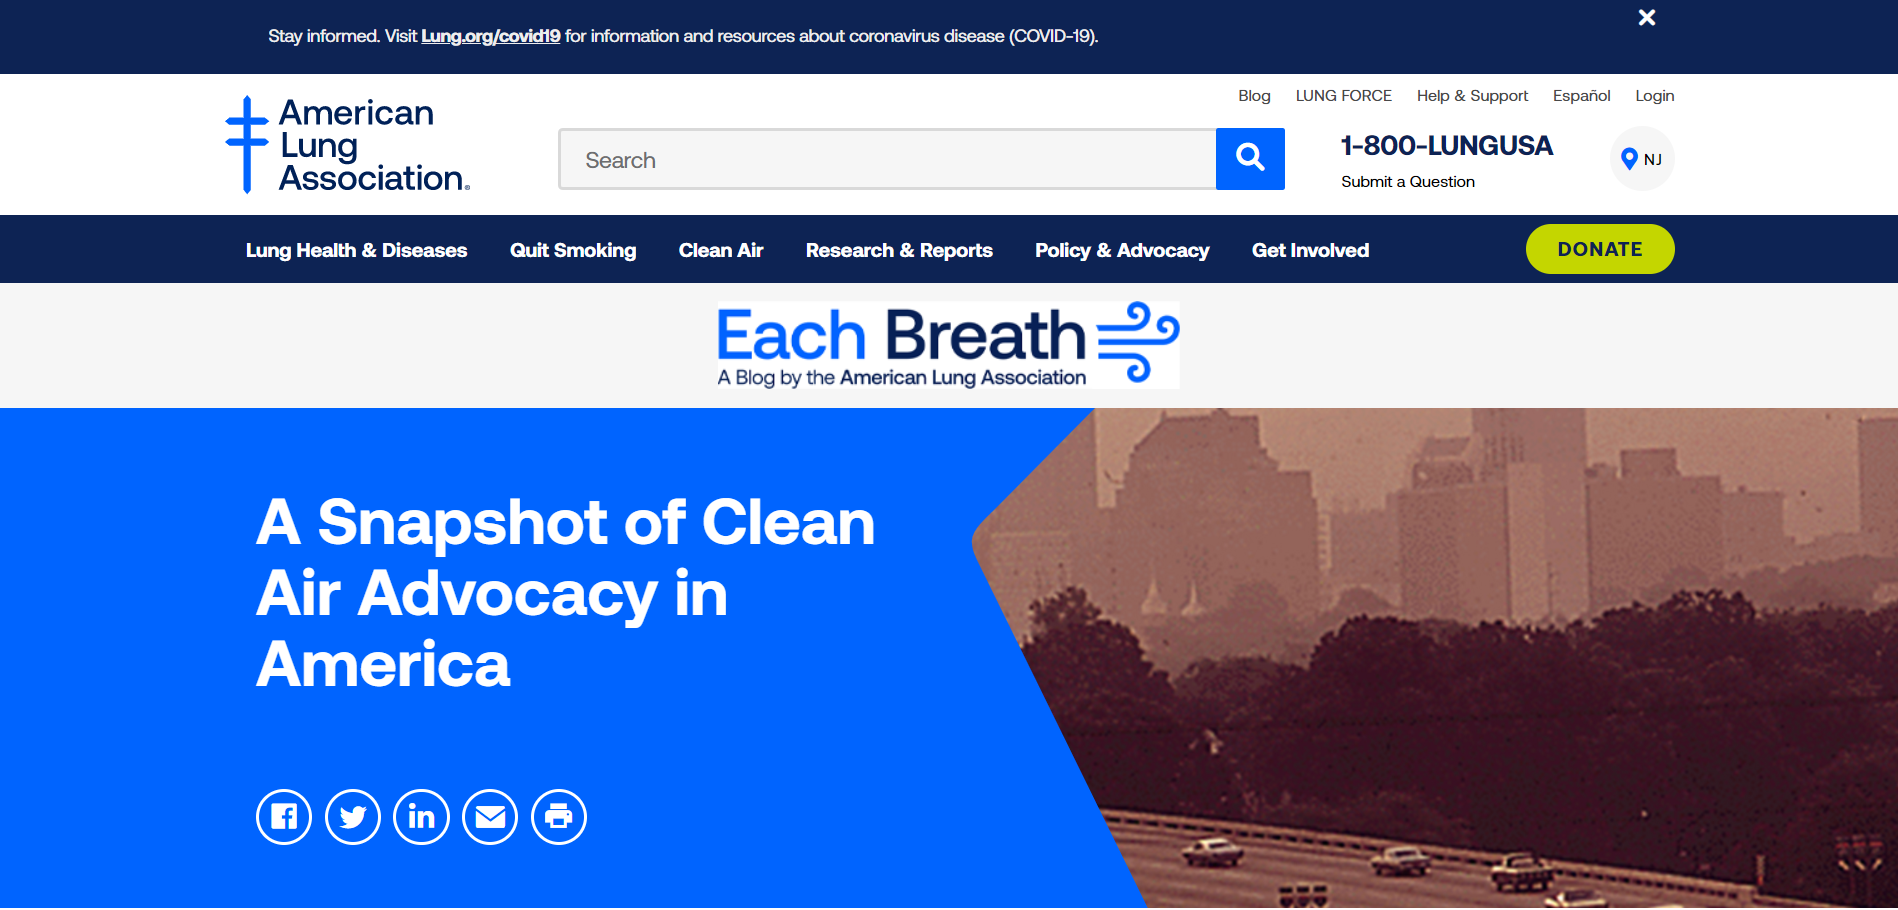 Stay informed. Visit Lung.org/covid19 for information and resources about coronavirus disease (COVID-19).
Blog LUNG FORCE Help & Support Español Login
American
Lung
Association®
Search
1-800-LUNGUSA
Submit a Question
NJ
Lung Health & Diseases Quit Smoking Clean Air Research & Reports Policy & Advocacy Get Involved DONATE
Each Breath
A Blog by the American Lung Association
A Snapshot of Clean
Air Advocacy in
America